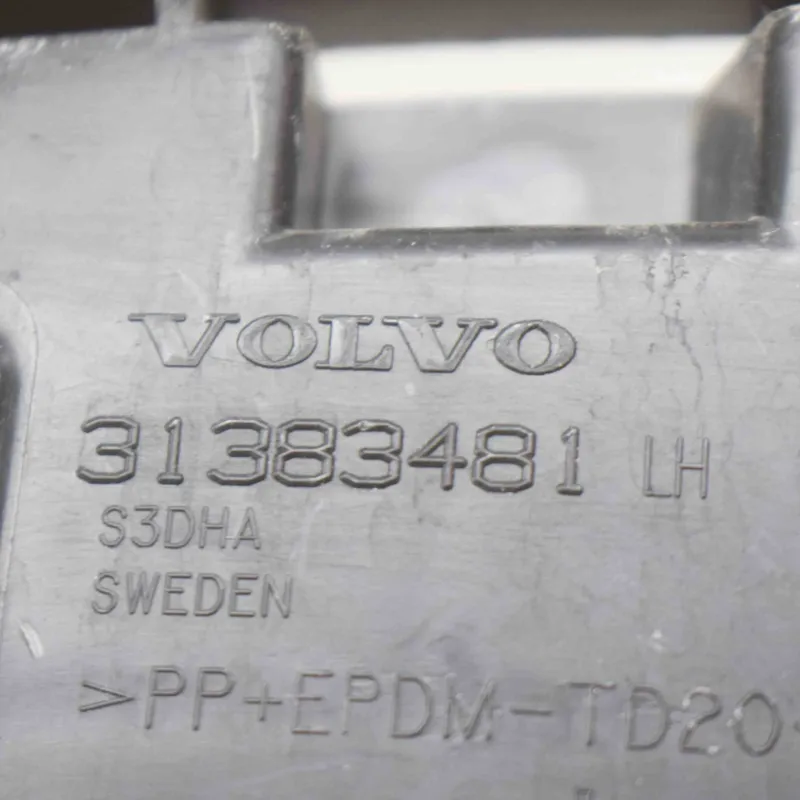 VOLVO
31383481 LH
S3DHA
SWEDEN
>PP+EPDM-TD20